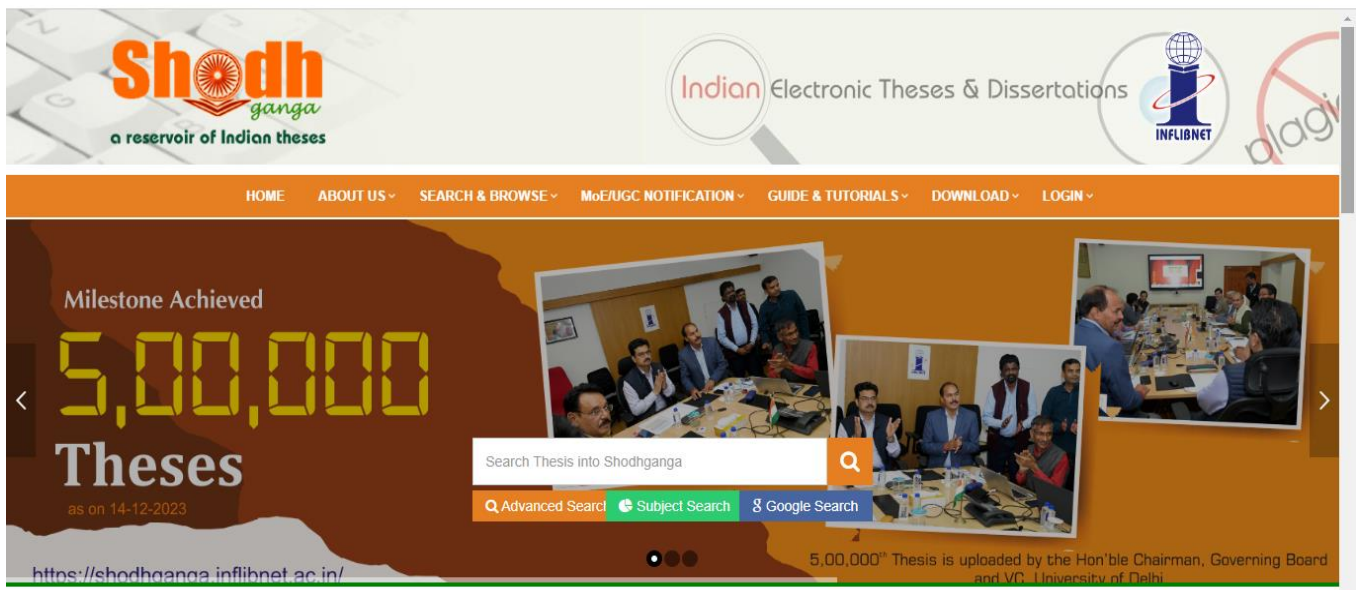 Shodh
ganga
a reservoir of Indian theses
Indian Electronic Theses & Dissertations
INFLIBNET
plagi
HOME ABOUT US SEARCH & BROWSE MoE/UGC NOTIFICATION GUIDE & TUTORIALS DOWNLOAD LOGIN
Milestone Achieved
5,00,000
Theses
as on 14-12-2023
Search Thesis into Shodhganga
Advanced Searc Subject Search Google Search
https://shodhganga.inflibnet.ac.in/
5,00,000th Thesis is uploaded by the Hon'ble Chairman, Governing Board
and VC, University of Delhi